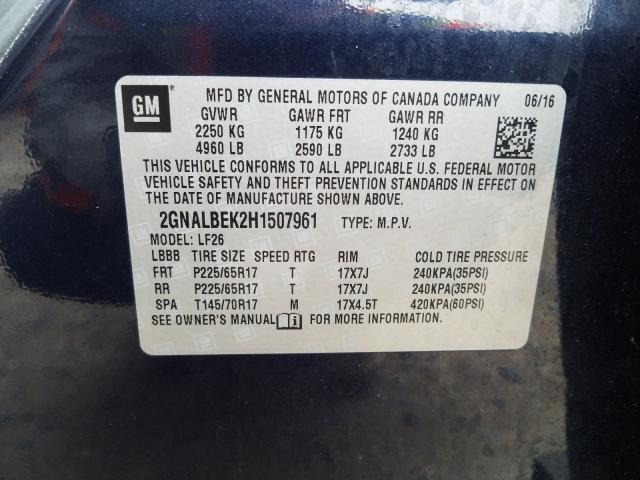 GM
MFD BY GENERAL MOTORS OF CANADA COMPANY 06/16
GVWR GAWR FRT GAWR RR
2250 KG 1175 KG 1240 KG
4960 LB 2590 LB 2733 LB
THIS VEHICLE CONFORMS TO ALL APPLICABLE U.S. FEDERAL MOTOR
VEHICLE SAFETY AND THEFT PREVENTION STANDARDS IN EFFECT ON
THE DATE OF MANUFACTURE SHOWN ABOVE.
2GNALBEK2H1507961 TYPE: M.P.V.
MODEL: LF26
LBBB TIRE SIZE SPEED RTG RIM COLD TIRE PRESSURE
FRT P225/65R17 T 17X7J 240KPA(35PSI)
RR P225/65R17 T 17X7J 240KPA(35PSI)
SPA T145/70R17 M 17X4.5T 420KPA(60PSI)
SEE OWNER'S MANUAL FOR MORE INFORMATION.